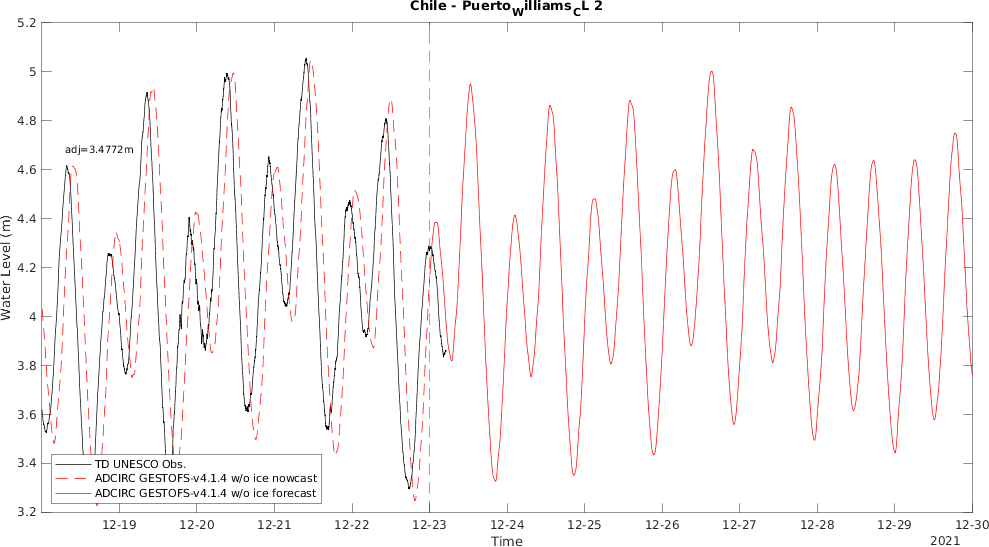 Chile - PuertoWilliamsCL 2
5.2
5
4.8
4.6
4.4
4.2
4
3.8
3.6
3.4
3.2
Water Level (m)
adj=3.4772m
TD UNESCO Obs.
ADCIRC GESTOFS-v4.1.4 w/o ice nowcast
ADCIRC GESTOFS-v4.1.4 w/o ice forecast
12-19 12-20 12-21 12-22 12-23 12-24 12-25 12-26 12-27 12-28 12-29 12-30
Time
2021